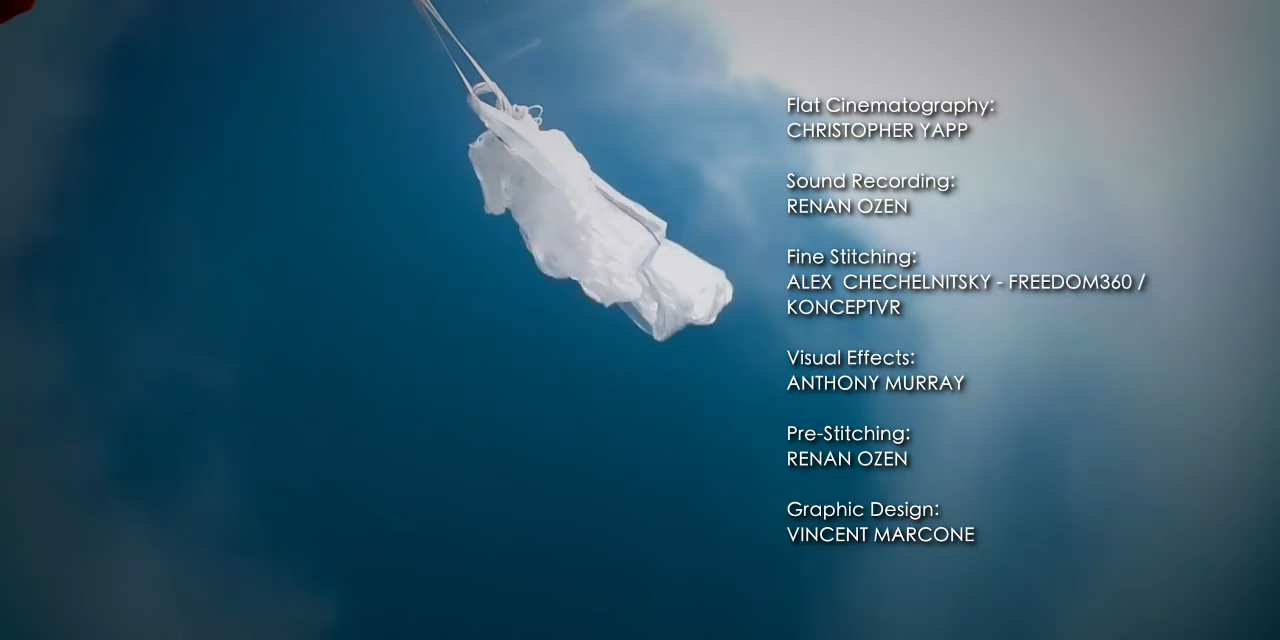 Flat Cinematography:
CHRISTOPHER YAPP
Sound Recording:
RENAN OZEN
Fine Stitching:
ALEX  CHECHELNITSKY - FREEDOM360 /
KONCEPTVR
Visual Effects:
ANTHONY MURRAY
Pre-Stitching:
RENAN OZEN
Graphic Design:
VINCENT MARCONE